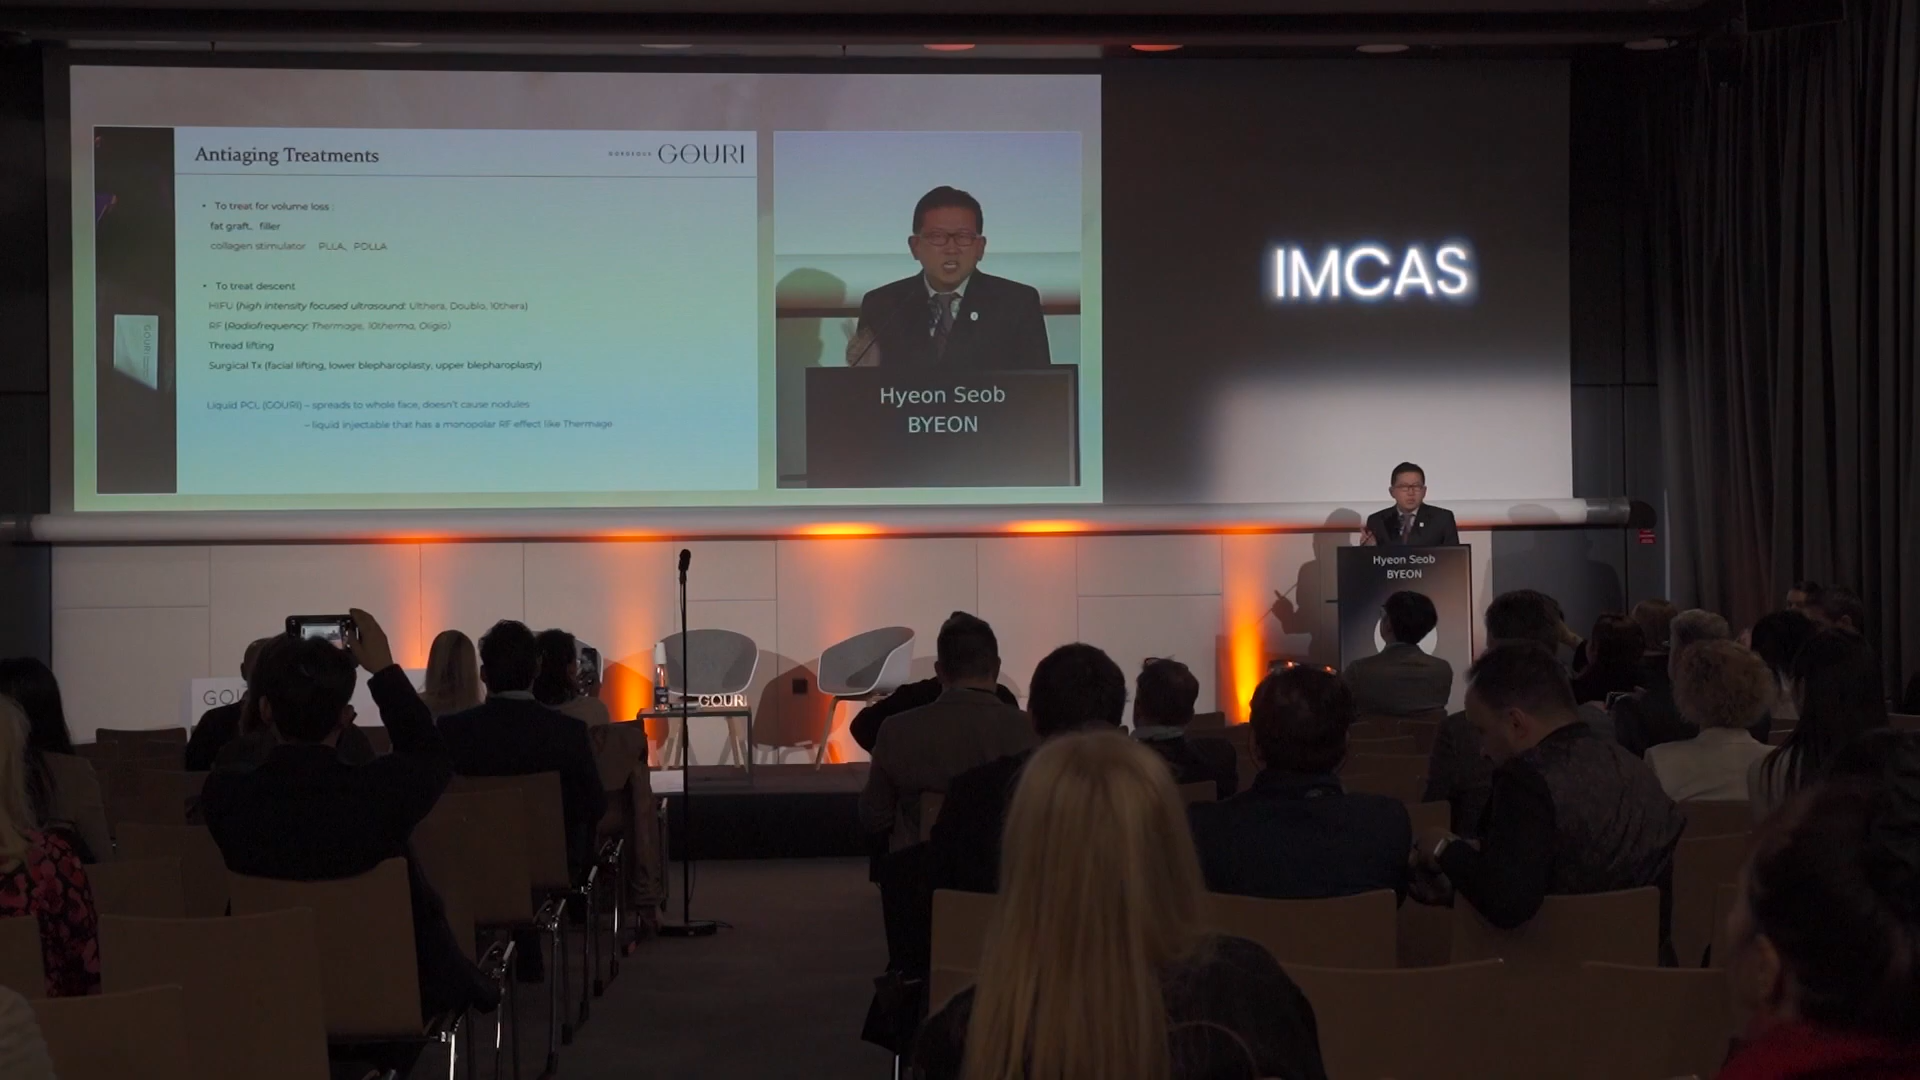 Antiaging Treatments
GORGEOUS GOURI
• To treat for volume loss :
fat graft, filler
collagen stimulator PLLA, PDLLA
• To treat descent
HIFU (high intensity focused ultrasound: Ulthera, Doublo, 10thera)
RF (Radiofrequency: Thermage, 10therma, Oligio)
Thread lifting
Surgical Tx (facial lifting, lower blepharoplasty, upper blepharoplasty)
Liquid PCL (GOURI) – spreads to whole face, doesn't cause nodules
– liquid injectable that has a monopolar RF effect like Thermage
GOURI
Hyeon Seob
BYEON
IMCAS
Hyeon Seob
BYEON
GOU
GOURI